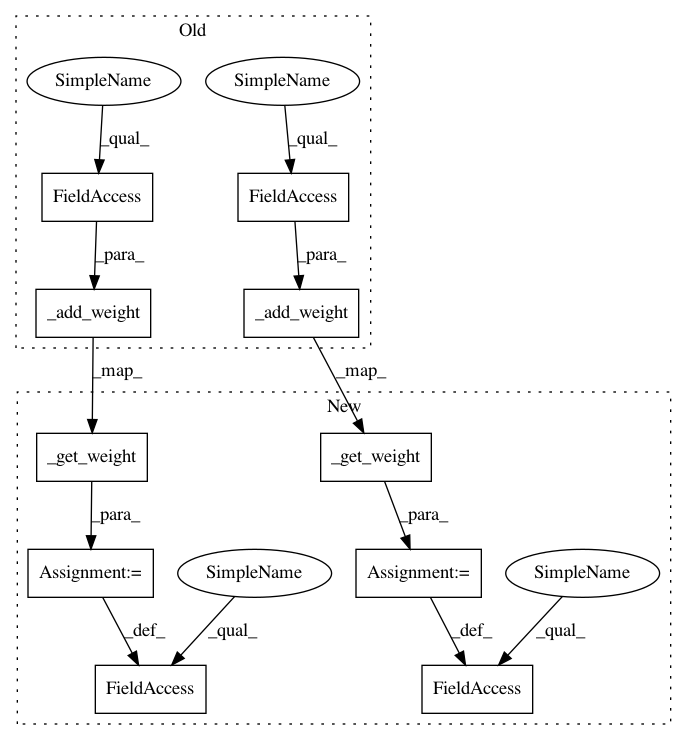 Old
SimpleName
SimpleName
_qual_
_qual_
FieldAccess
FieldAccess
_para_
_para_
_add_weight
_add_weight
_map_
_map_
New
_get_weight
_get_weight
_para_
_para_
Assignment:=
SimpleName
Assignment:=
SimpleName
_def_
_qual_
_def_
_qual_
FieldAccess
FieldAccess